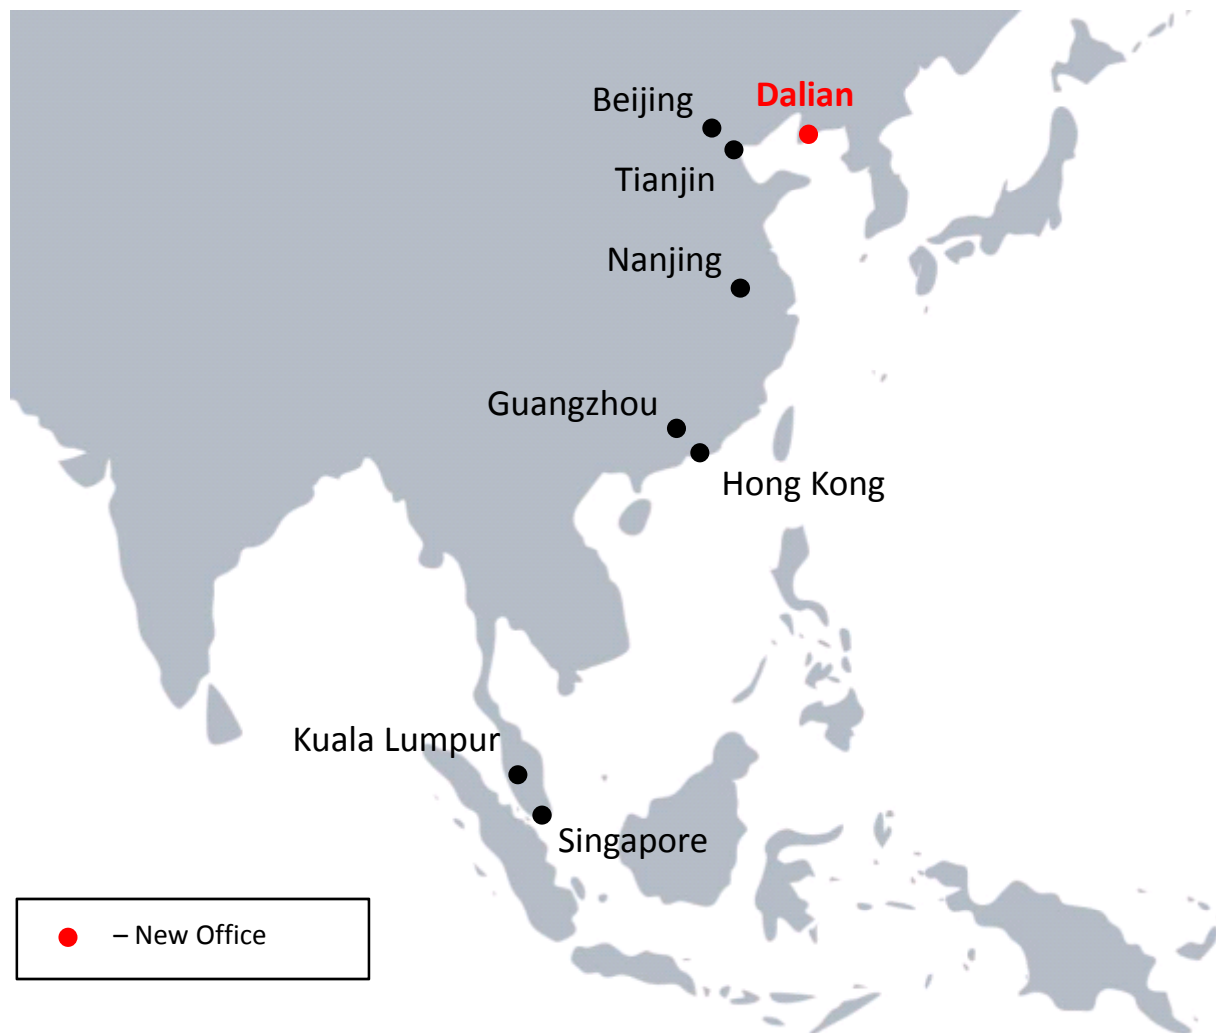 Beijing
Dalian
Tianjin
Nanjing
Guangzhou
Hong Kong
Kuala Lumpur
Singapore
– New Office